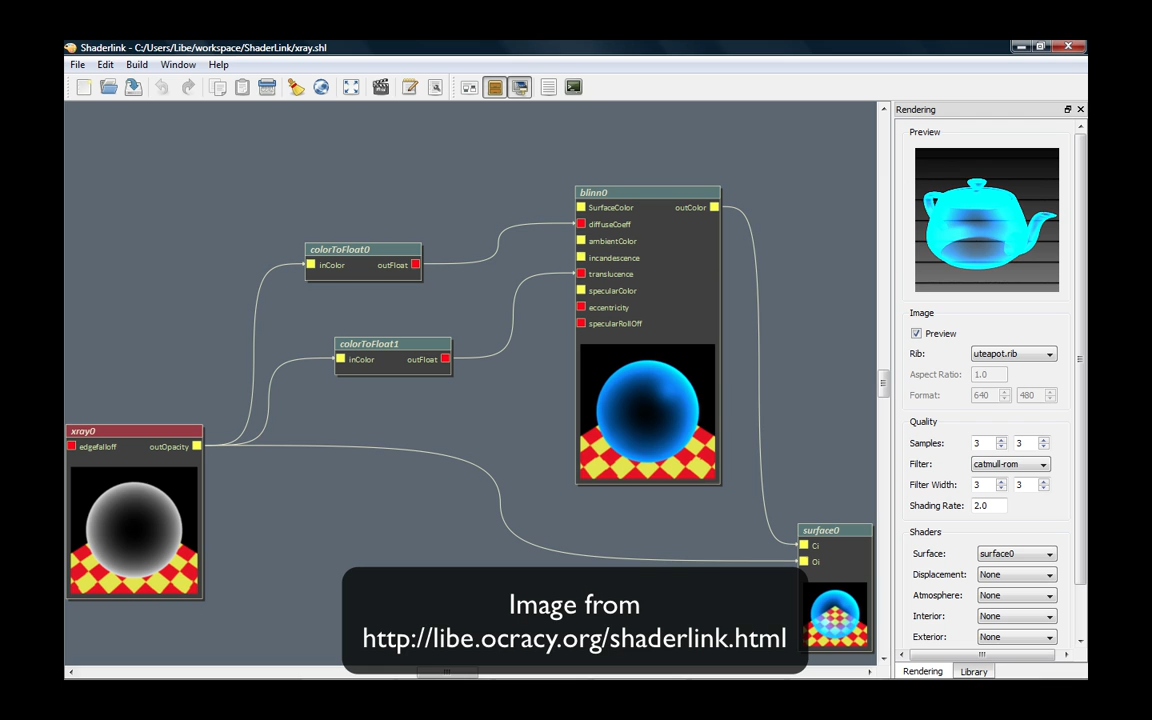 Shaderlink - C:/Users/Libe/workspace/ShaderLink/xray.shl
File Edit Build Window Help
Rendering
Preview
blinn0
SurfaceColor outColor
diffuseCoeff
ambientColor
incandescence
translucence
specularColor
eccentricity
specularRollOff
colorToFloat0
inColor outFloat
colorToFloat1
inColor outFloat
xray0
edgefalloff outOpacity
surface0
Ci
Oi
Image
Preview
Rib: uteapot.rib
Aspect Ratio: 1.0
Format: 640 480
Quality
Samples: 3 3
Filter: catmull-rom
Filter Width: 3 3
Shading Rate: 2.0
Shaders
Surface: surface0
Displacement: None
Atmosphere: None
Interior: None
Exterior: None
Rendering Library
Image from
http://libe.ocracy.org/shaderlink.html